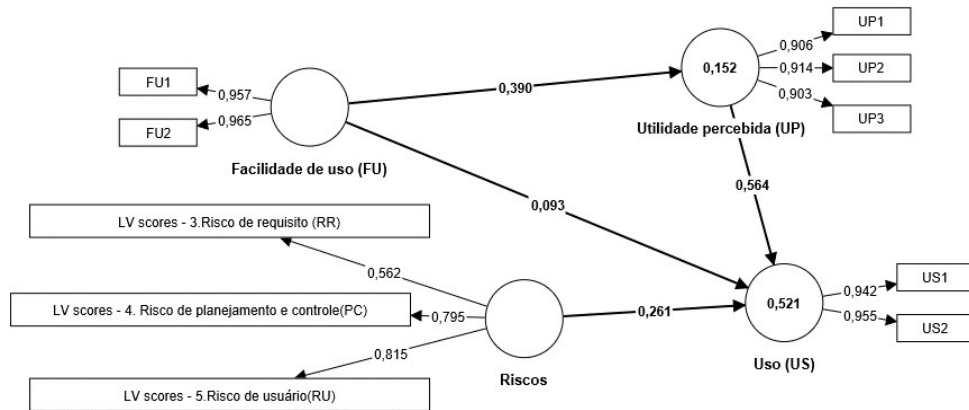 UP1
0,906
UP2
0,152
0,914
FU1
0,957
0,903
UP3
0,390
FU2
0,965
Utilidade percebida (UP)
Facilidade de uso (FU)
0,564
0,093
LV scores - 3.Risco de requisito (RR)
0,562
US1
0,942
LV scores - 4. Risco de planejamento e controle(PC)
0,795
0,261
0,521
0,955
US2
0,815
Uso (US)
Riscos
LV scores - 5.Risco de usuário(RU)